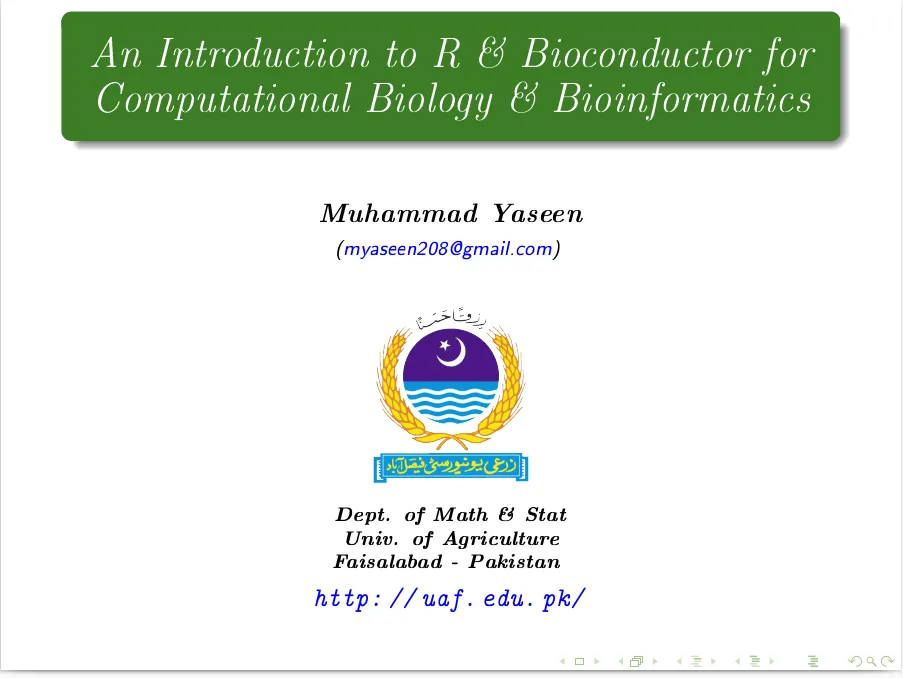 An Introduction to R & Bioconductor for
Computational Biology & Bioinformatics
Muhammad Yaseen
(myaseen208@gmail.com)
رزقاً حسناً
زرعی یونیورسٹی فیصل آباد
Dept. of Math & Stat
Univ. of Agriculture
Faisalabad - Pakistan
http://uaf.edu.pk/